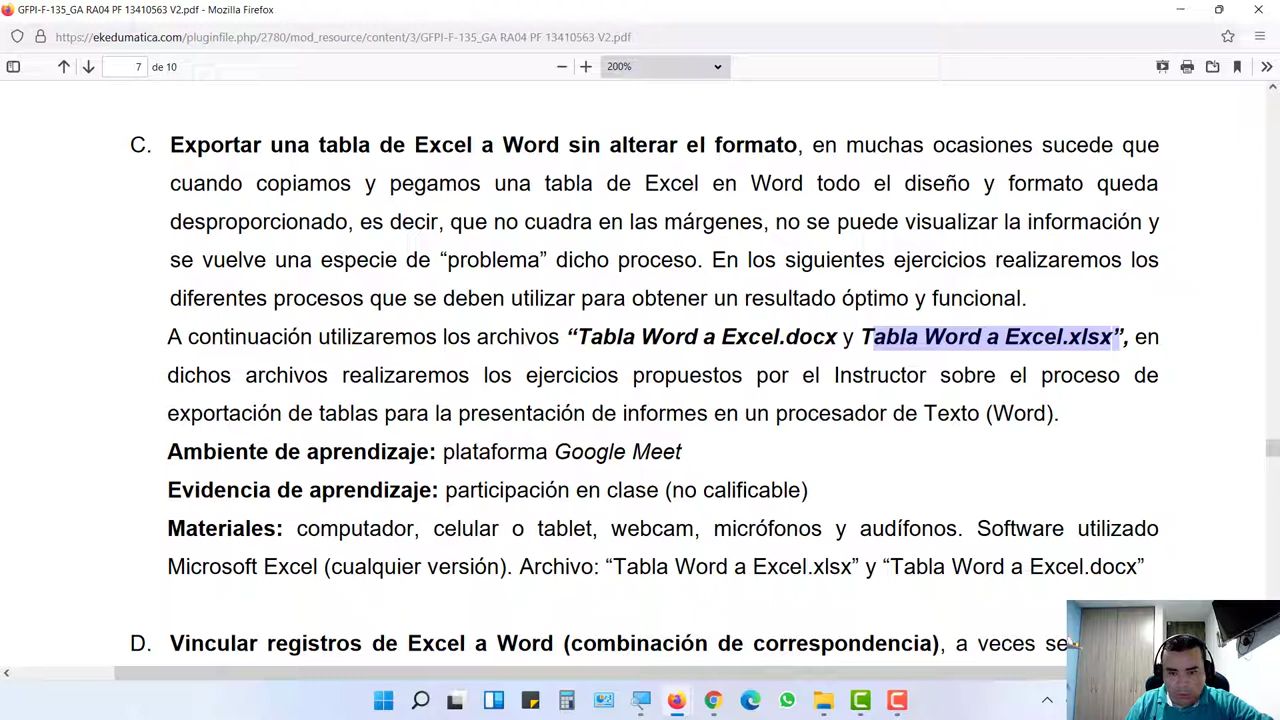 GFPI-F-135_GA RA04 PF 13410563 V2.pdf - Mozilla Firefox
https://ekedumatica.com/pluginfile.php/2780/mod_resource/content/3/GFPI-F-135_GA RA04 PF 13410563 V2.pdf
7 de 10 200%
C. Exportar una tabla de Excel a Word sin alterar el formato, en muchas ocasiones sucede que
cuando copiamos y pegamos una tabla de Excel en Word todo el diseño y formato queda
desproporcionado, es decir, que no cuadra en las márgenes, no se puede visualizar la información y
se vuelve una especie de “problema” dicho proceso. En los siguientes ejercicios realizaremos los
diferentes procesos que se deben utilizar para obtener un resultado óptimo y funcional.
A continuación utilizaremos los archivos “Tabla Word a Excel.docx y Tabla Word a Excel.xlsx”, en
dichos archivos realizaremos los ejercicios propuestos por el Instructor sobre el proceso de
exportación de tablas para la presentación de informes en un procesador de Texto (Word).
Ambiente de aprendizaje: plataforma Google Meet
Evidencia de aprendizaje: participación en clase (no calificable)
Materiales: computador, celular o tablet, webcam, micrófonos y audífonos. Software utilizado
Microsoft Excel (cualquier versión). Archivo: “Tabla Word a Excel.xlsx” y “Tabla Word a Excel.docx”
D. Vincular registros de Excel a Word (combinación de correspondencia), a veces se